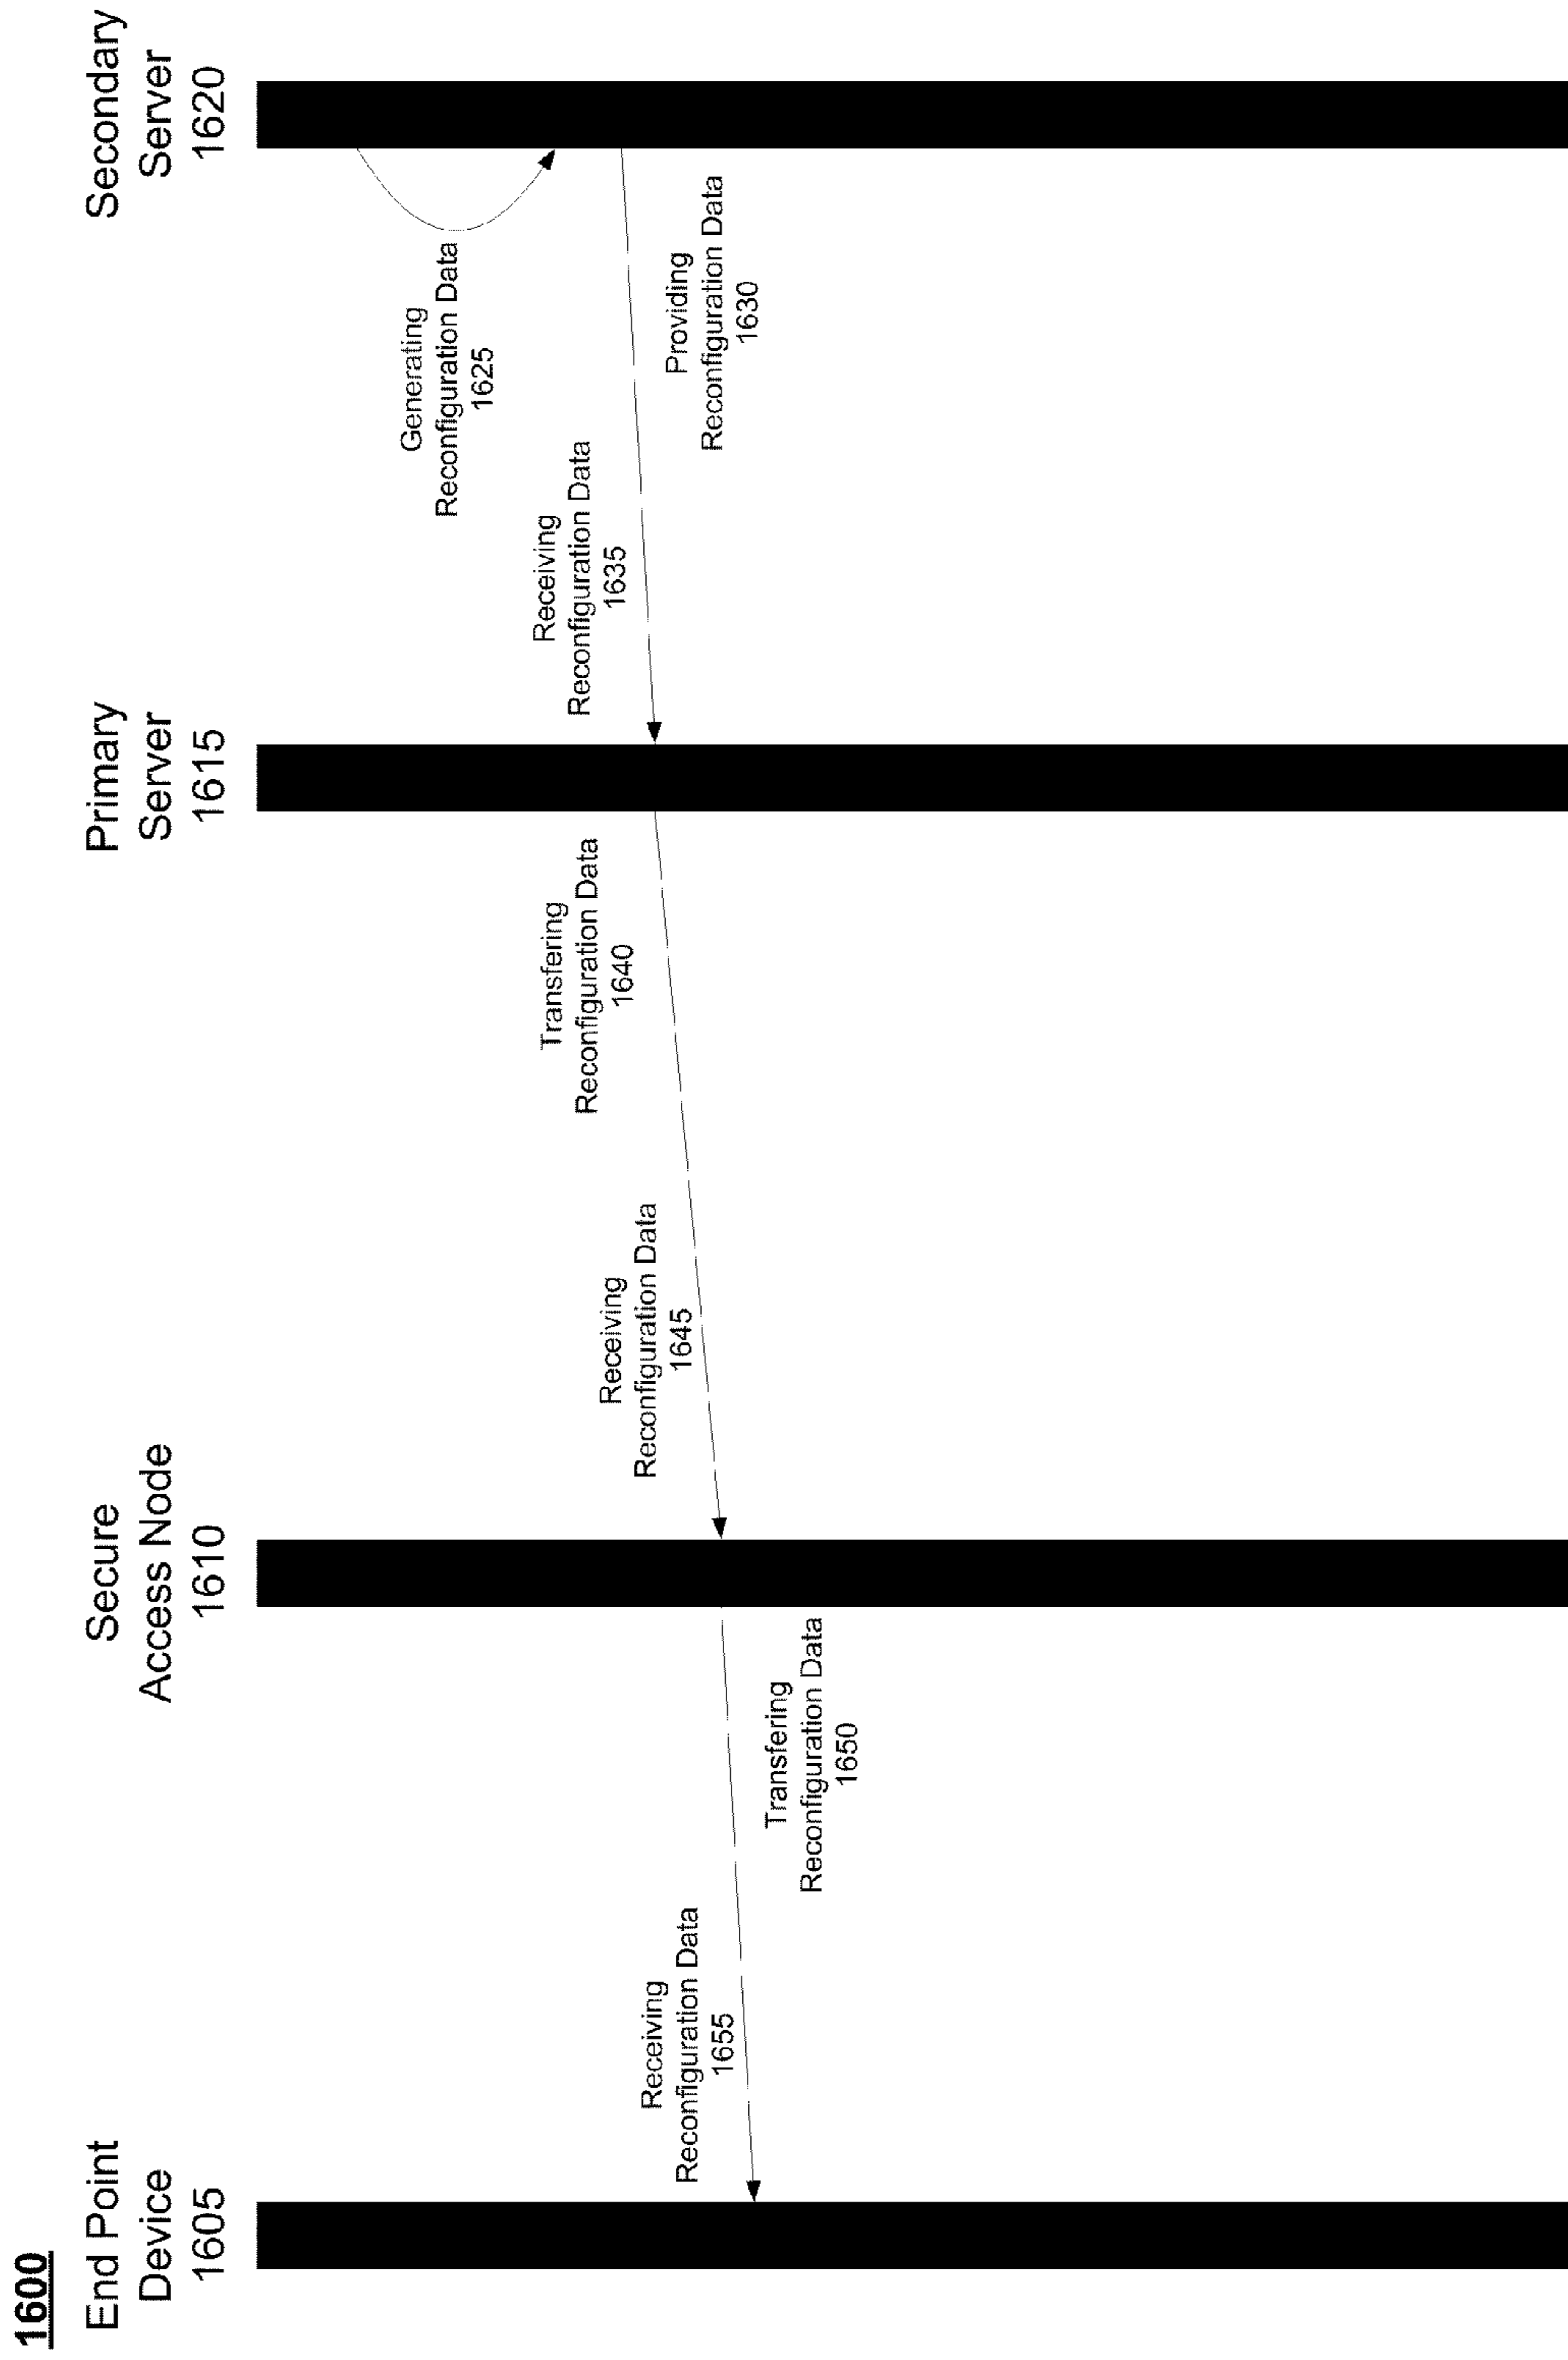 1600
End Point
Device
1605
Secure
Access Node
1610
Primary
Server
1615
Secondary
Server
1620
Generating
Reconfiguration Data
1625
Providing
Reconfiguration Data
1630
Receiving
Reconfiguration Data
1635
Transfering
Reconfiguration Data
1640
Receiving
Reconfiguration Data
1645
Transfering
Reconfiguration Data
1650
Receiving
Reconfiguration Data
1655